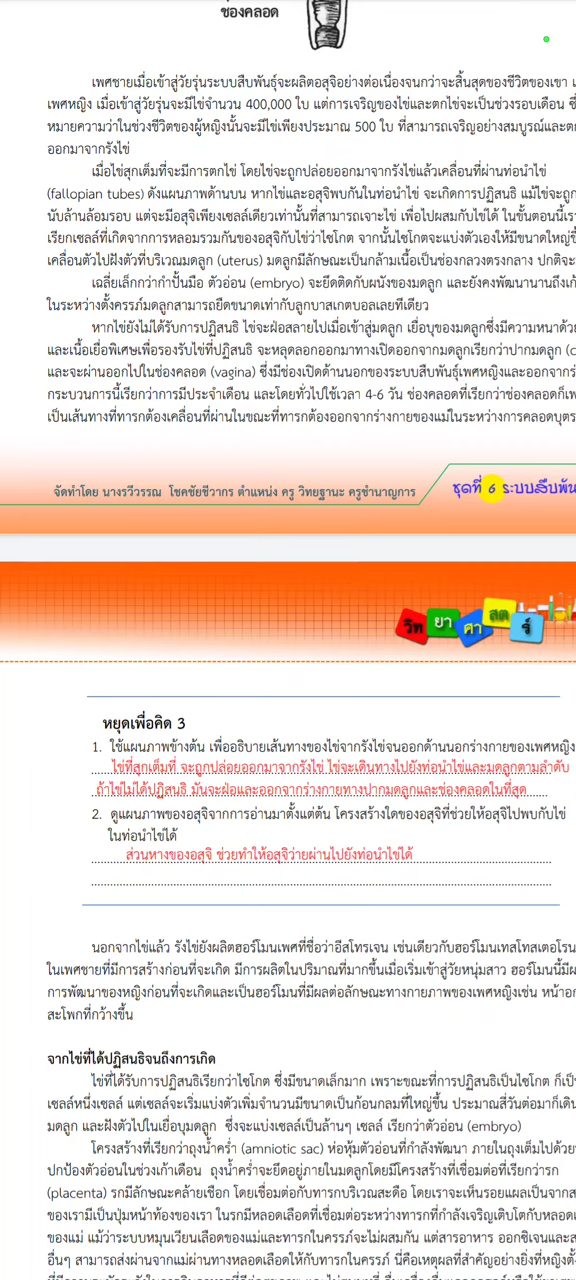 ช่องคลอด
เพศชายเมื่อเข้าสู่วัยรุ่นระบบสืบพันธุ์จะผลิตอสุจิอย่างต่อเนื่องจนกว่าจะสิ้นสุดของชีวิตของเขา
เพศหญิง เมื่อเข้าสู่วัยรุ่นจะมีไข่จำนวน 400,000 ใบ แต่การเจริญของไข่และตกไข่จะเป็นช่วงรอบเดือน
หมายความว่าในช่วงชีวิตของผู้หญิงนั้นจะมีไข่เพียงประมาณ 500 ใบ ที่สามารถเจริญอย่างสมบูรณ์และ
ออกมาจากรังไข่
เมื่อไข่สุกเต็มที่จะมีการตกไข่ โดยไข่จะถูกปล่อยออกมาจากรังไข่แล้วเคลื่อนที่ผ่านท่อนำไข่
(fallopian tubes) ดังแผนภาพด้านบน หากไข่และอสุจิพบกันในท่อนำไข่ จะเกิดการปฏิสนธิ แม้ไข่จะถูก
นับล้านล้อมรอบ แต่จะมีอสุจิเพียงเซลล์เดียวเท่านั้นที่สามารถเจาะไข่ เพื่อไปผสมกับไข่ได้ ในขั้นตอนนี้
เรียกเซลล์ที่เกิดจากการหลอมรวมกันของอสุจิกับไข่ว่าไซโกต จากนั้นไซโกตจะแบ่งตัวเองให้มีขนาดใหญ่
เคลื่อนตัวไปฝังตัวที่บริเวณมดลูก (uterus) มดลูกมีลักษณะเป็นกล้ามเนื้อเป็นช่องกลวงตรงกลาง ปกติจะ
เฉลี่ยเล็กกว่ากำปั้นมือ ตัวอ่อน (embryo) จะยึดติดกับผนังของมดลูก และยังคงพัฒนานานถึง
ในระหว่างตั้งครรภ์มดลูกสามารถยืดขนาดเท่ากับลูกบาสเกตบอลเลยทีเดียว
หากไข่ยังไม่ได้รับการปฏิสนธิ ไข่จะฝ่อสลายไปเมื่อเข้าสู่มดลูก เยื่อบุของมดลูกซึ่งมีความหนาด้วย
และเนื้อเยื่อพิเศษเพื่อรองรับไข่ที่ปฏิสนธิ จะหลุดลอกออกมาทางเปิดออกจากมดลูกเรียกว่าปากมดลูก
และจะผ่านออกไปในช่องคลอด (vagina) ซึ่งมีช่องเปิดด้านนอกของระบบสืบพันธุ์เพศหญิงและออกจาก
กระบวนการนี้เรียกว่าการมีประจำเดือน และโดยทั่วไปใช้เวลา 4-6 วัน ช่องคลอดที่เรียกว่าช่องคลอดก็
เป็นเส้นทางที่ทารกต้องเคลื่อนที่ผ่านในขณะที่ทารกต้องออกจากร่างกายของแม่ในระหว่างการคลอดบุตร
จัดทำโดย นางรวีวรรณ โชคชัยชีวากร ตำแหน่ง ครู วิทยฐานะ ครูชำนาญการ
ชุดที่ 6 ระบบสืบพัน
วิท ยา ศา สต ร์
หยุดเพื่อคิด 3
1. ใช้แผนภาพข้างต้น เพื่ออธิบายเส้นทางของไข่จากรังไข่จนออกด้านนอกร่างกายของเพศหญิง
ไข่ที่สุกเต็มที่ จะถูกปล่อยออกมาจากรังไข่ ไข่จะเดินทางไปยังท่อนำไข่และมดลูกตามลำดับ
ถ้าไข่ไม่ได้ปฏิสนธิ มันจะฝ่อและออกจากร่างกายทางปากมดลูกและช่องคลอดในที่สุด
2. ดูแผนภาพของอสุจิจากการอ่านมาตั้งแต่ต้น โครงสร้างใดของอสุจิที่ช่วยให้อสุจิไปพบกับไข่
ในท่อนำไข่ได้
ส่วนหางของอสุจิ ช่วยทำให้อสุจิว่ายผ่านไปยังท่อนำไข่ได้
นอกจากไข่แล้ว รังไข่ยังผลิตฮอร์โมนเพศที่ชื่อว่าอีสโทรเจน เช่นเดียวกับฮอร์โมนเทสโทสเตอโรน
ในเพศชายที่มีการสร้างก่อนที่จะเกิด มีการผลิตในปริมาณที่มากขึ้นเมื่อเริ่มเข้าสู่วัยหนุ่มสาว ฮอร์โมนนี้
การพัฒนาของหญิงก่อนที่จะเกิดและเป็นฮอร์โมนที่มีผลต่อลักษณะทางกายภาพของเพศหญิงเช่น
สะโพกที่กว้างขึ้น
จากไข่ที่ได้ปฏิสนธิจนถึงการเกิด
ไข่ที่ได้รับการปฏิสนธิเรียกว่าไซโกต ซึ่งมีขนาดเล็กมาก เพราะขณะที่การปฏิสนธิเป็นไซโกต
เซลล์หนึ่งเซลล์ แต่เซลล์จะเริ่มแบ่งตัวเพิ่มจำนวนมีขนาดเป็นก้อนกลมที่ใหญ่ขึ้น ประมาณสี่วันต่อมาก็
มดลูก และฝังตัวไปในเยื่อบุมดลูก ซึ่งจะแบ่งเซลล์เป็นล้านๆ เซลล์ เรียกว่าตัวอ่อน (embryo)
โครงสร้างที่เรียกว่าถุงน้ำคร่ำ (amniotic sac) ห่อหุ้มตัวอ่อนที่กำลังพัฒนา ภายในถุงเต็มไปด้วย
ปกป้องตัวอ่อนในช่วงเก้าเดือน ถุงน้ำคร่ำจะยึดอยู่ภายในมดลูกโดยมีโครงสร้างที่เชื่อมต่อที่เรียกว่ารก
(placenta) รกมีลักษณะคล้ายเชือก โดยเชื่อมต่อกับทารกบริเวณสะดือ โดยเราจะเห็นรอยแผลเป็นจาก
ของเรามีเป็นปุ่มหน้าท้องของเรา ในรกมีหลอดเลือดที่เชื่อมต่อระหว่างทารกที่กำลังเจริญเติบโตกับหลอด
ของแม่ แม้ว่าระบบหมุนเวียนเลือดของแม่และทารกในครรภ์จะไม่ผสมกัน แต่สารอาหาร ออกซิเจนและ
อื่นๆ สามารถส่งผ่านจากแม่ผ่านทางหลอดเลือดให้กับทารกในครรภ์ นี่คือเหตุผลที่สำคัญอย่างยิ่งที่หญิง